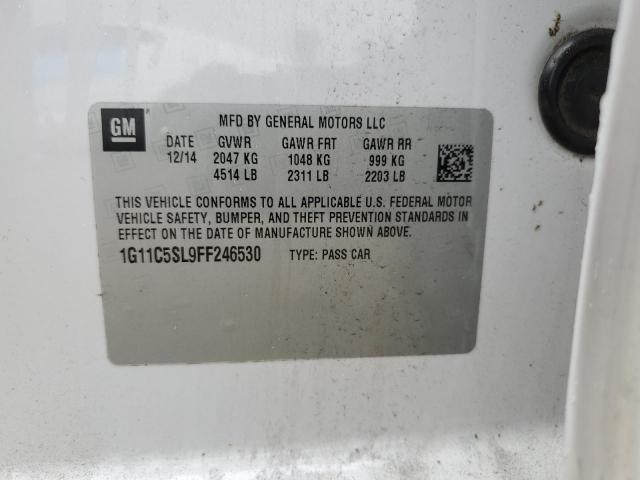 GM
MFD BY GENERAL MOTORS LLC
DATE GVWR GAWR FRT GAWR RR
12/14 2047 KG 1048 KG 999 KG
4514 LB 2311 LB 2203 LB
THIS VEHICLE CONFORMS TO ALL APPLICABLE U.S. FEDERAL MOTOR
VEHICLE SAFETY, BUMPER, AND THEFT PREVENTION STANDARDS IN
EFFECT ON THE DATE OF MANUFACTURE SHOWN ABOVE.
1G11C5SL9FF246530 TYPE: PASS CAR